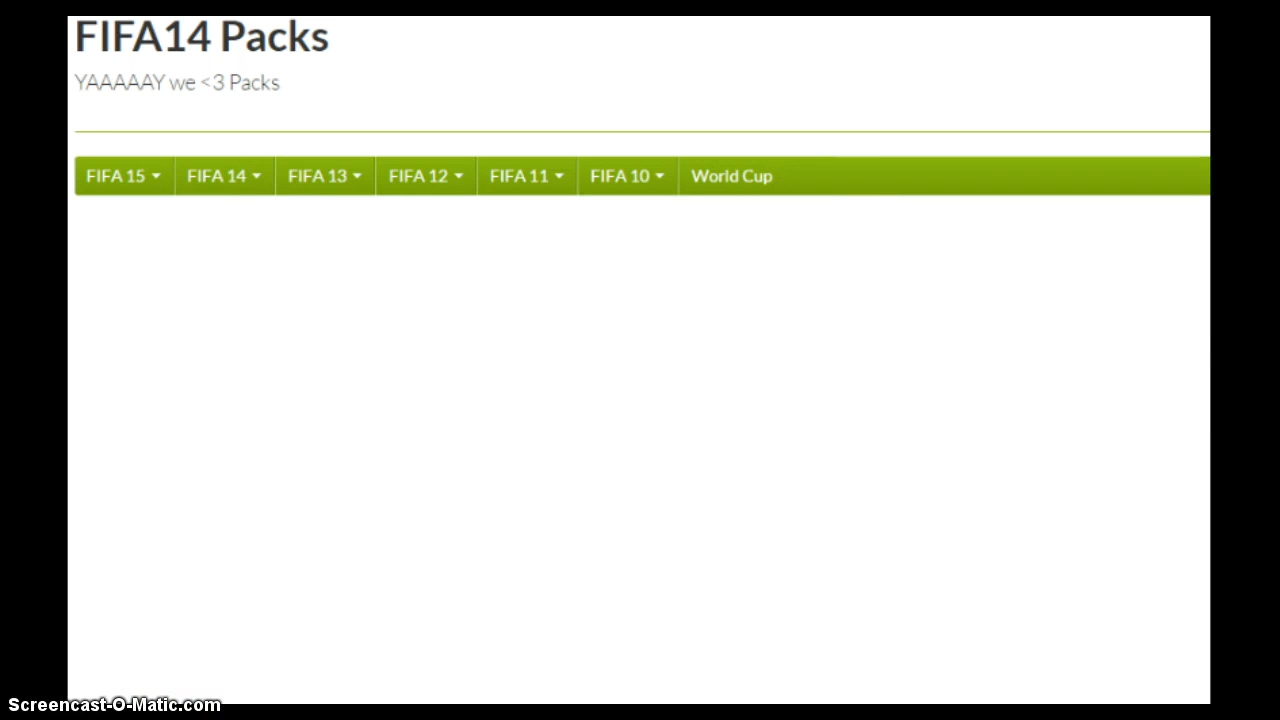 FIFA14 Packs
YAAAAAY we <3 Packs
FIFA 15 FIFA 14 FIFA 13 FIFA 12 FIFA 11 FIFA 10 World Cup
Screencast-O-Matic.com